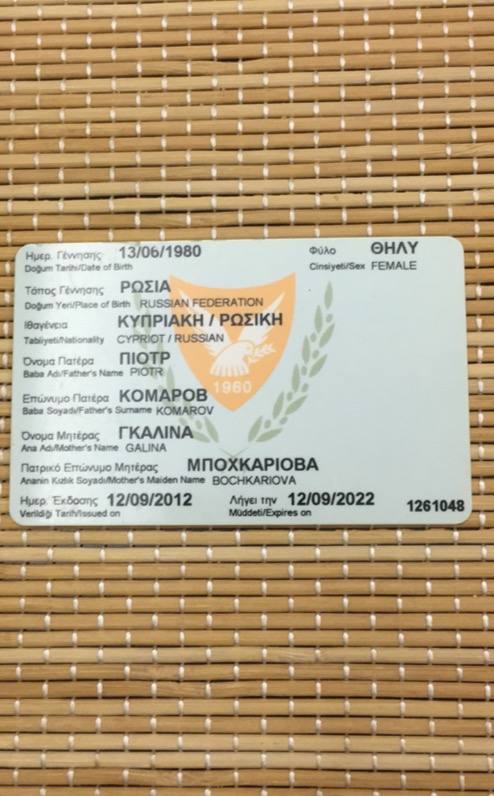 Ημερ. Γέννησης 13/06/1980 Φύλο ΘΗΛΥ
Doğum Tarihi/Date of Birth Cinsiyeti/Sex FEMALE
Τόπος Γέννησης ΡΩΣΙΑ
Doğum Yeri/Place of Birth RUSSIAN FEDERATION
Ιθαγένεια ΚΥΠΡΙΑΚΗ / ΡΩΣΙΚΗ
Tabiiyeti/Nationality CYPRIOT / RUSSIAN
Όνομα Πατέρα ΠΙΟΤΡ
Baba Adı/Father's Name PIOTR
1960
Επώνυμο Πατέρα ΚΟΜΑΡΟΒ
Baba Soyadı/Father's Surname KOMAROV
Όνομα Μητέρας ΓΚΑΛΙΝΑ
Ana Adı/Mother's Name GALINA
Πατρικό Επώνυμο Μητέρας ΜΠΟΧΚΑΡΙΟΒΑ
Ananin Kızlık Soyadı/Mother's Maiden Name BOCHKARIOVA
Ημερ. Έκδοσης 12/09/2012 Λήγει την 12/09/2022 1261048
Verildiği Tarih/Issued on Müddeti/Expires on